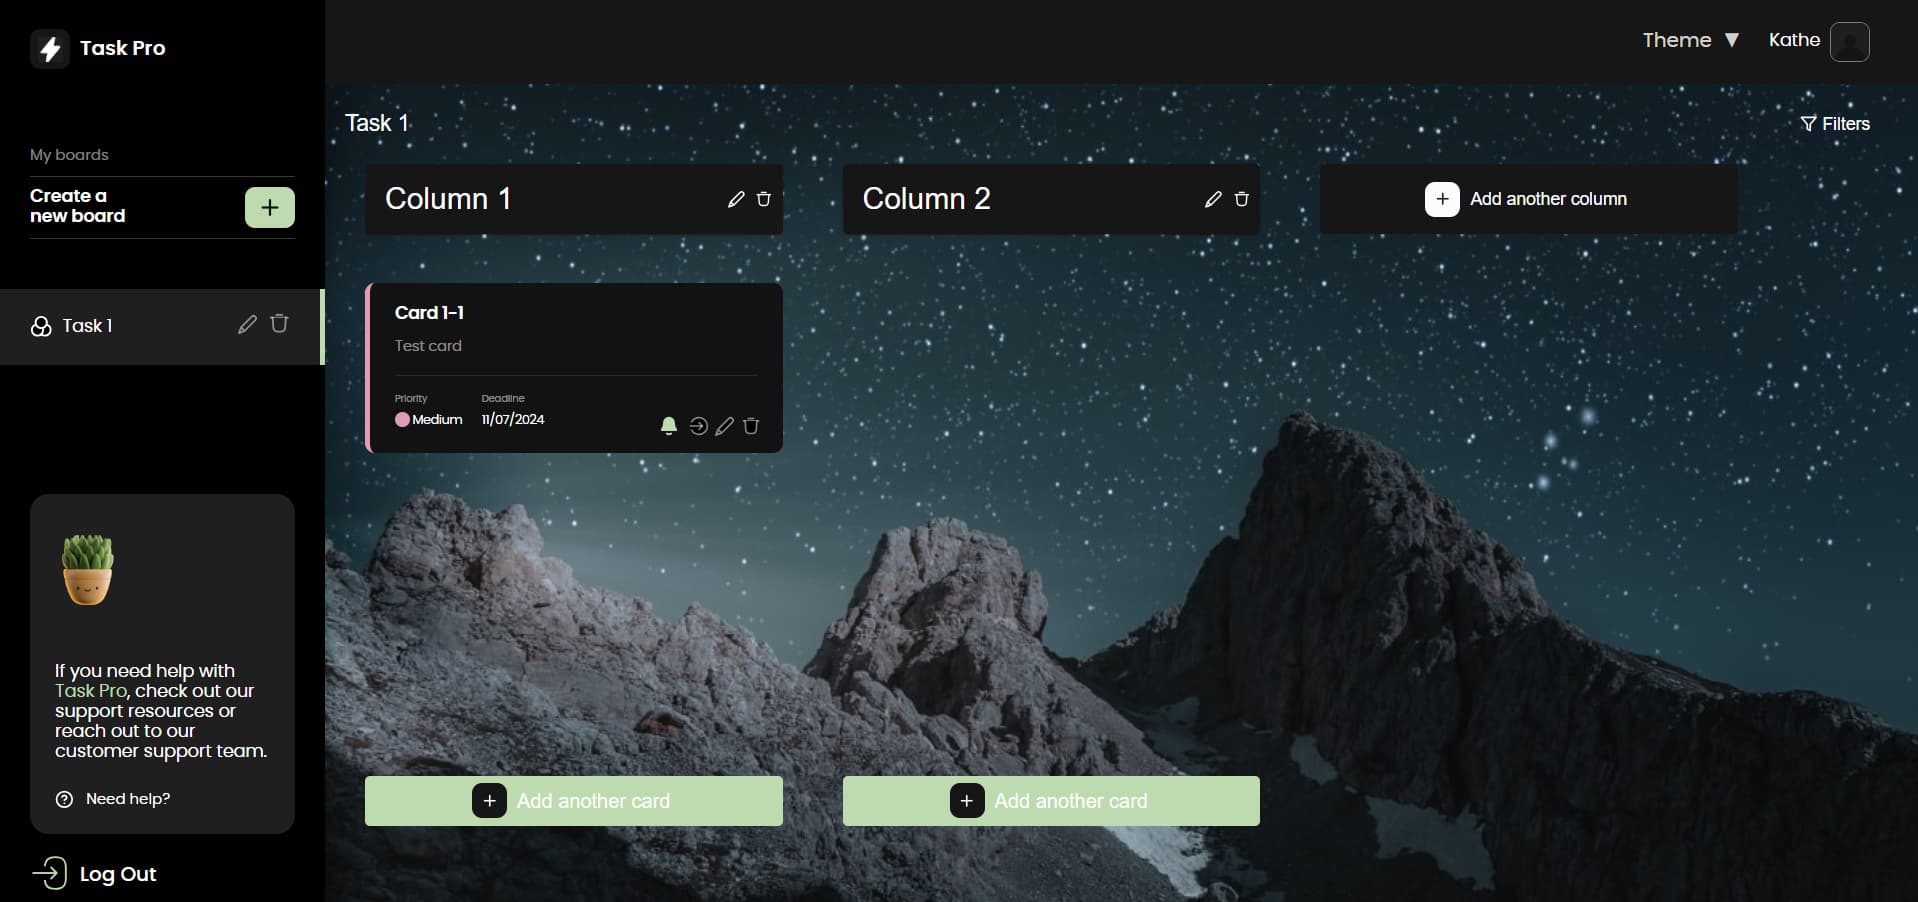 Task Pro
Theme ▼
Kathe
My boards
Create a
new board
Task 1
If you need help with
Task Pro, check out our
support resources or
reach out to our
customer support team.
Need help?
Log Out
Task 1
Filters
Column 1
Column 2
Add another column
Card 1-1
Test card
Priority
Deadline
Medium
11/07/2024
Add another card
Add another card